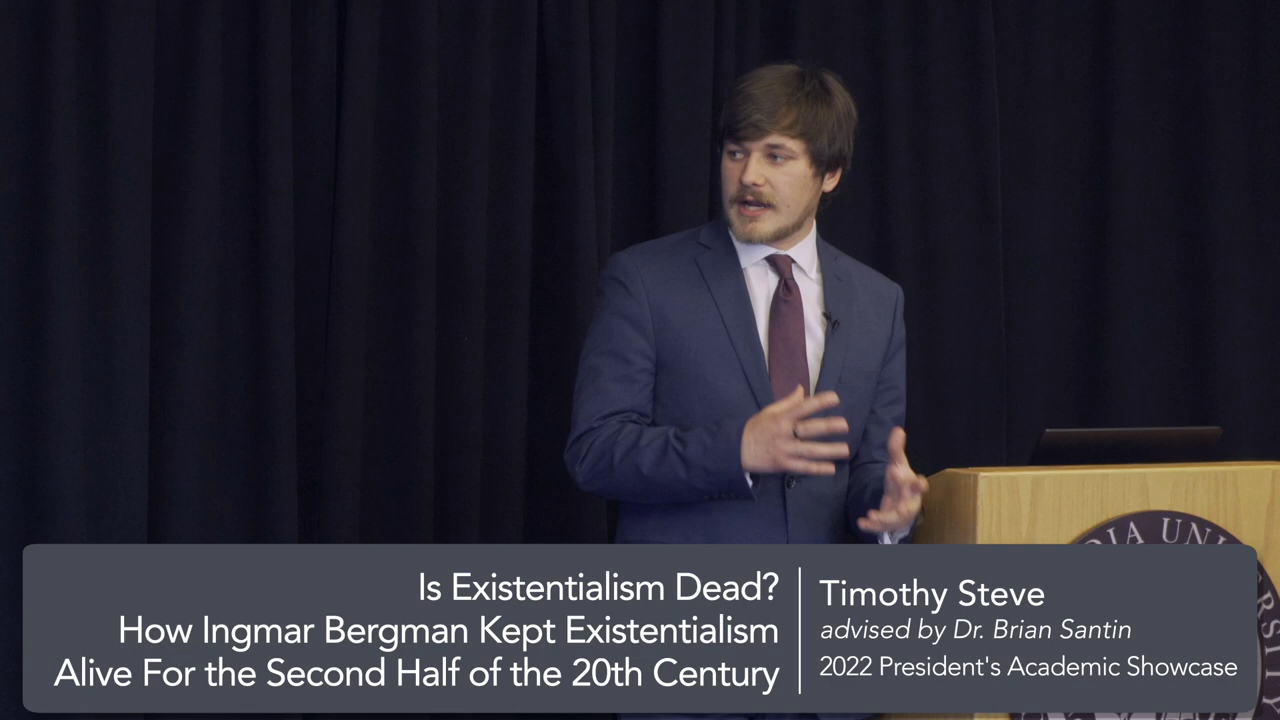 Is Existentialism Dead?
How Ingmar Bergman Kept Existentialism
Alive For the Second Half of the 20th Century
Timothy Steve
advised by Dr. Brian Santin
2022 President's Academic Showcase